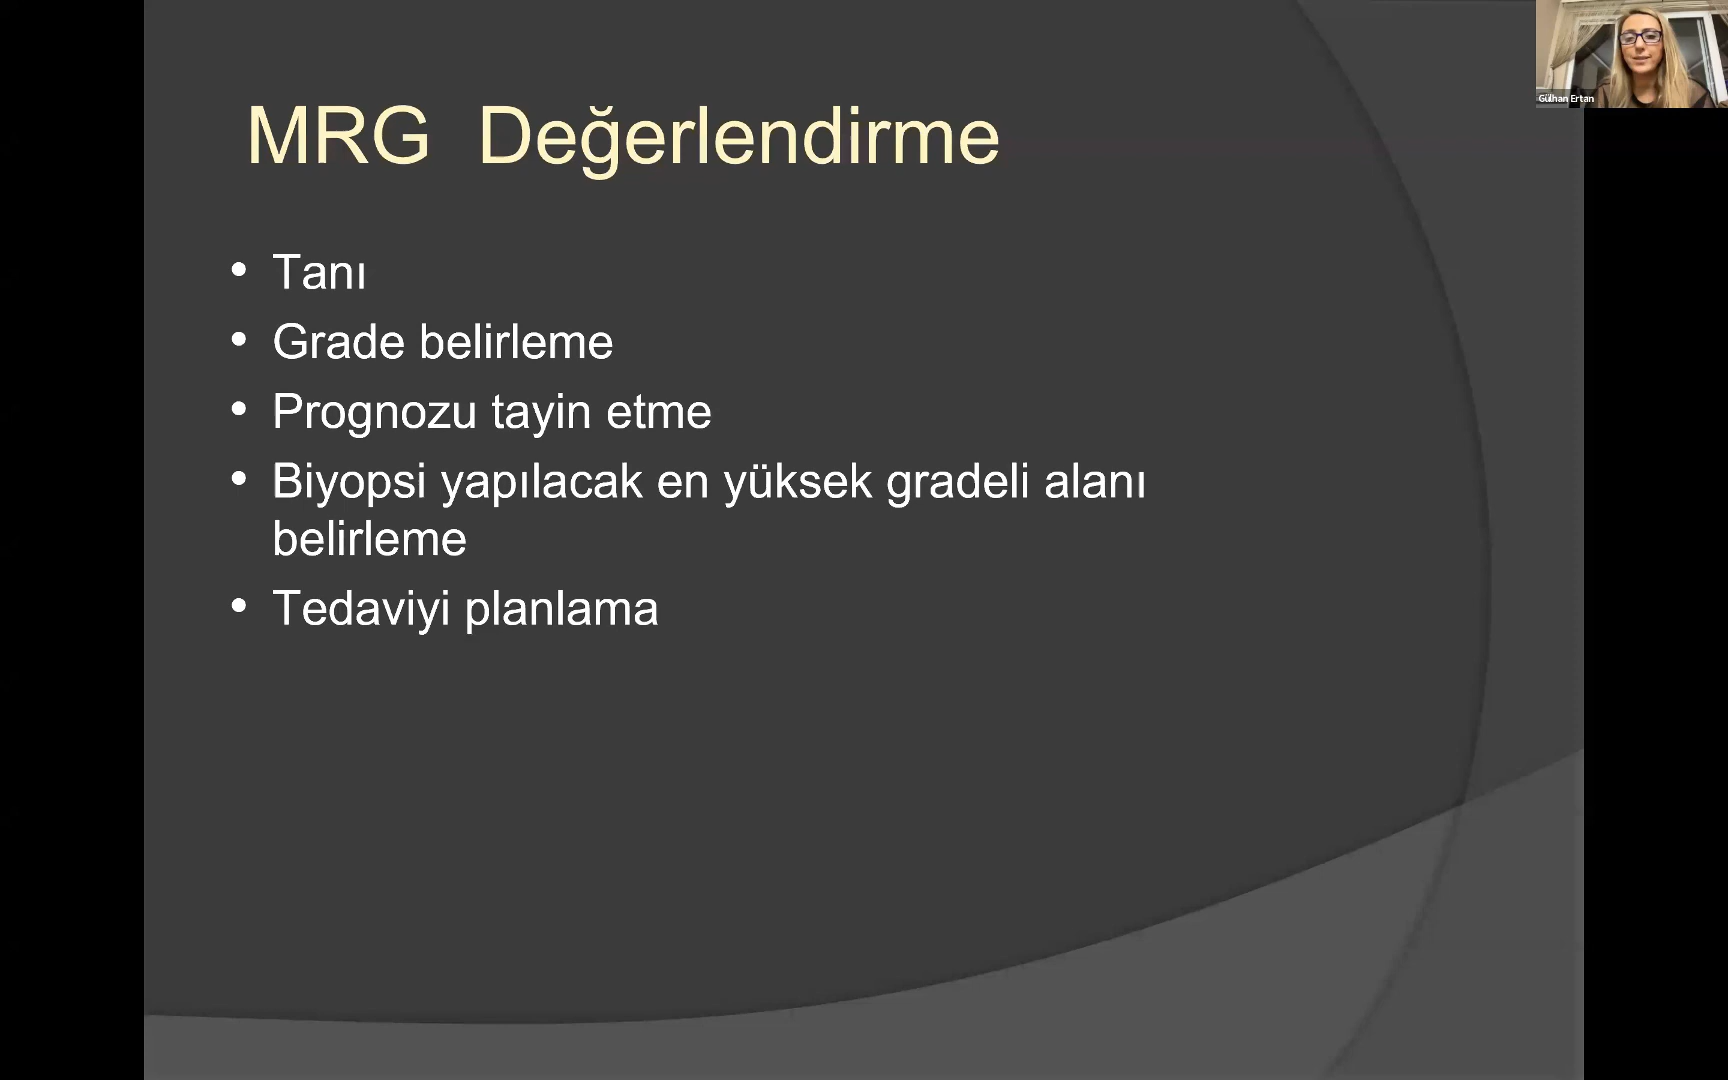 MRG Değerlendirme
• Tanı
• Grade belirleme
• Prognozu tayin etme
• Biyopsi yapılacak en yüksek gradeli alanı
belirleme
• Tedaviyi planlama
Gülhan Ertan